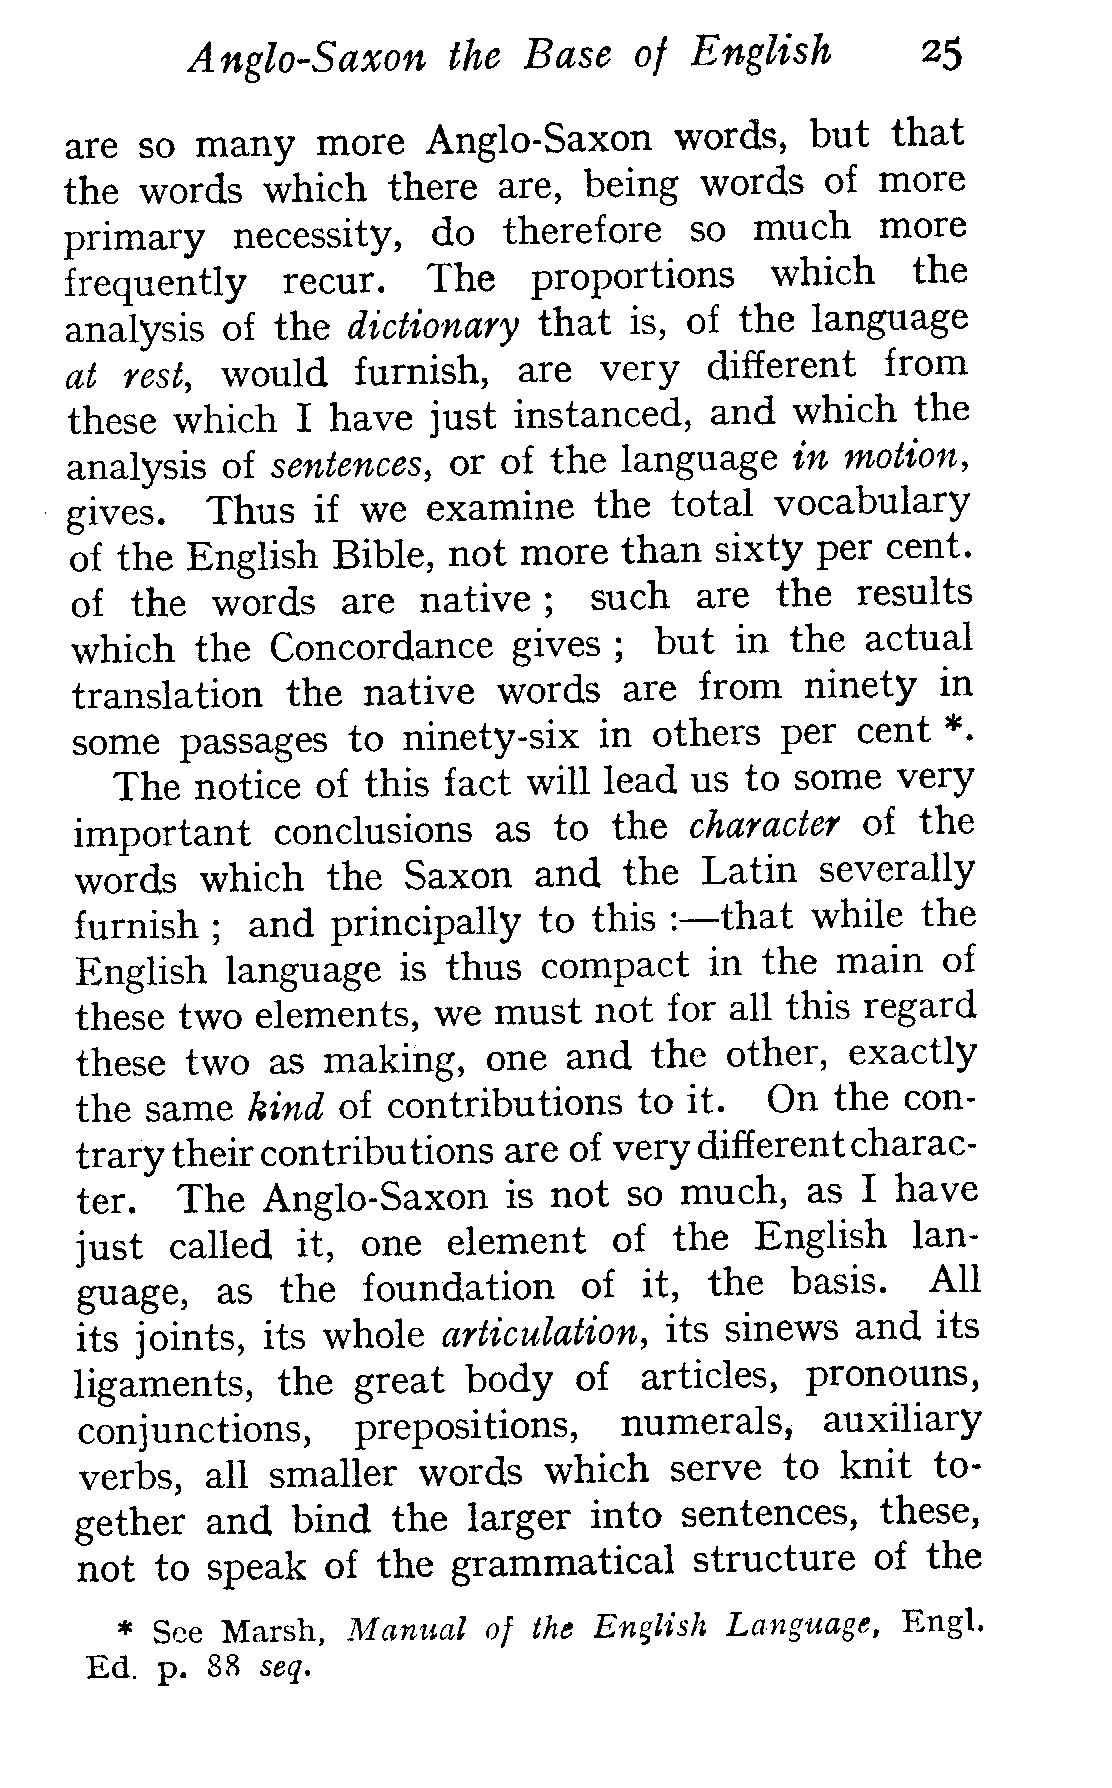 Anglo-Saxon the Base of English 25
are so many more Anglo-Saxon words, but that
the words which there are, being words of more
primary necessity, do therefore so much more
frequently recur. The proportions which the
analysis of the dictionary that is, of the language
at rest, would furnish, are very different from
these which I have just instanced, and which the
analysis of sentences, or of the language in motion,
gives. Thus if we examine the total vocabulary
of the English Bible, not more than sixty per cent.
of the words are native ; such are the results
which the Concordance gives ; but in the actual
translation the native words are from ninety in
some passages to ninety-six in others per cent *.
The notice of this fact will lead us to some very
important conclusions as to the character of the
words which the Saxon and the Latin severally
furnish ; and principally to this :—that while the
English language is thus compact in the main of
these two elements, we must not for all this regard
these two as making, one and the other, exactly
the same kind of contributions to it. On the con-
trary their contributions are of very different charac-
ter. The Anglo-Saxon is not so much, as I have
just called it, one element of the English lan-
guage, as the foundation of it, the basis. All
its joints, its whole articulation, its sinews and its
ligaments, the great body of articles, pronouns,
conjunctions, prepositions, numerals, auxiliary
verbs, all smaller words which serve to knit to-
gether and bind the larger into sentences, these,
not to speak of the grammatical structure of the
* See Marsh, Manual of the English Language, Engl.
Ed. p. 88 seq.